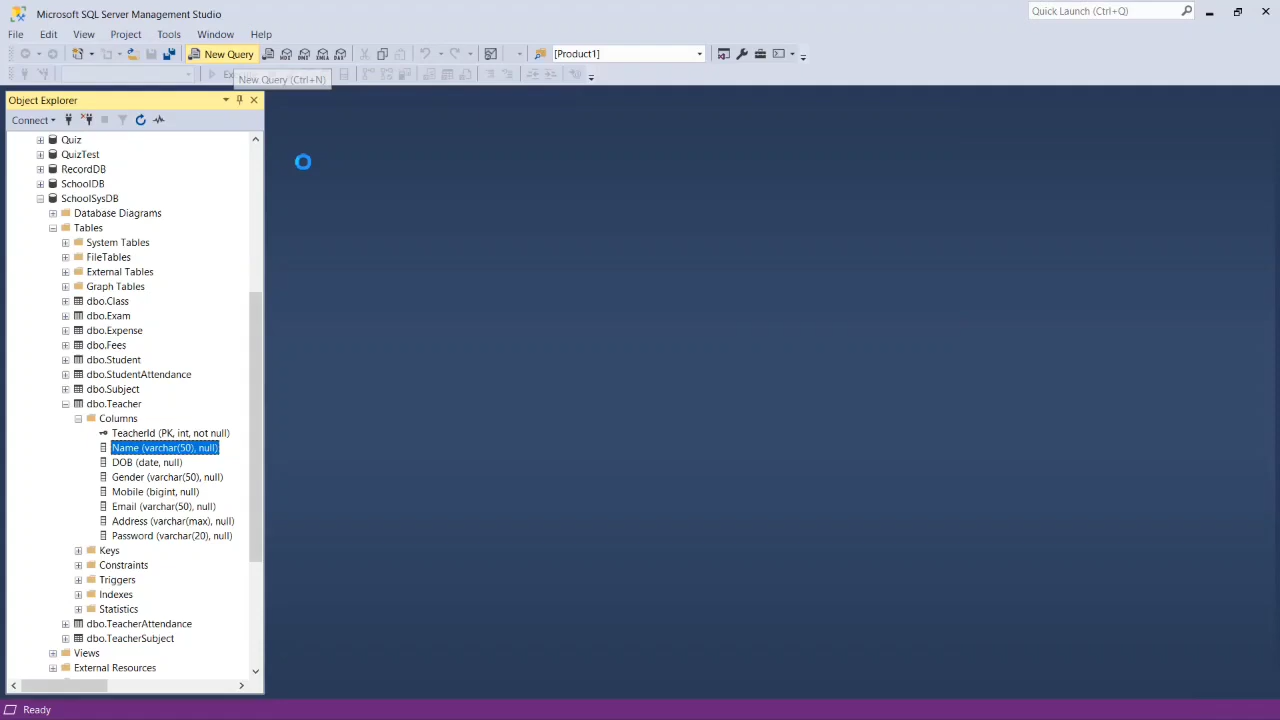 Microsoft SQL Server Management Studio
Quick Launch (Ctrl+Q)
File Edit View Project Tools Window Help
New Query MDX DMX XMLA DAX [Product1]
New Query (Ctrl+N)
Object Explorer
Connect
Quiz
QuizTest
RecordDB
SchoolDB
SchoolSysDB
Database Diagrams
Tables
System Tables
FileTables
External Tables
Graph Tables
dbo.Class
dbo.Exam
dbo.Expense
dbo.Fees
dbo.Student
dbo.StudentAttendance
dbo.Subject
dbo.Teacher
Columns
TeacherId (PK, int, not null)
Name (varchar(50), null)
DOB (date, null)
Gender (varchar(50), null)
Mobile (bigint, null)
Email (varchar(50), null)
Address (varchar(max), null)
Password (varchar(20), null)
Keys
Constraints
Triggers
Indexes
Statistics
dbo.TeacherAttendance
dbo.TeacherSubject
Views
External Resources
Ready